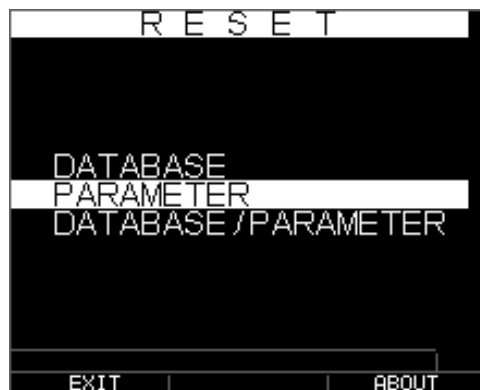 R E S E T
DATABASE
PARAMETER
DATABASE/PARAMETER
EXIT ABOUT